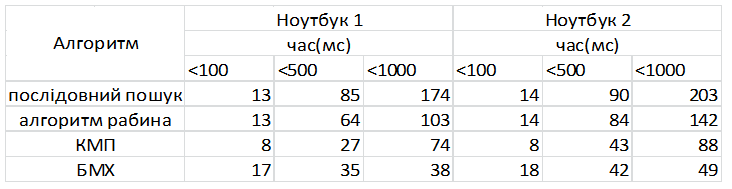 Алгоритм Ноутбук 1 Ноутбук 2
час(мс) час(мс)
<100 <500 <1000 <100 <500 <1000
послідовний пошук 13 85 174 14 90 203
алгоритм рабина 13 64 103 14 84 142
КМП 8 27 74 8 43 88
БМХ 17 35 38 18 42 49